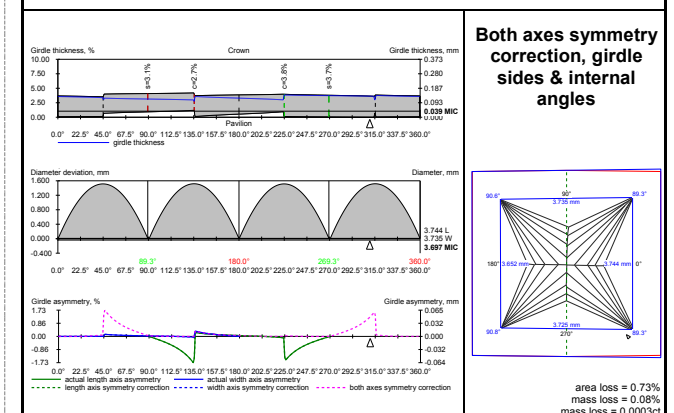 Girdle thickness, % Crown Girdle thickness, mm
10.00 s=3.1% c=2.7% c=3.8% s=3.7% 0.373
7.50 0.280
5.00 0.187
2.50 0.093
0.039 MIC
0.00 0.000
Pavilion
0.0° 22.5° 45.0° 67.5° 90.0° 112.5° 135.0° 157.5° 180.0° 202.5° 225.0° 247.5° 270.0° 292.5° 315.0° 337.5° 360.0°
girdle thickness
Diameter deviation, mm Diameter, mm
1.600
1.200
0.800
0.400 3.744 L
0.000 3.735 W
3.697 MIC
-0.400
89.3° 180.0° 269.3° 360.0°
0.0° 22.5° 45.0° 67.5° 90.0° 112.5° 135.0° 157.5° 180.0° 202.5° 225.0° 247.5° 270.0° 292.5° 315.0° 337.5° 360.0°
Girdle asymmetry, % Girdle asymmetry, mm
1.73 0.065
0.86 0.032
0.00 0.000
-0.86 -0.032
-1.73 -0.064
0.0° 22.5° 45.0° 67.5° 90.0° 112.5° 135.0° 157.5° 180.0° 202.5° 225.0° 247.5° 270.0° 292.5° 315.0° 337.5° 360.0°
actual length axis asymmetry actual width axis asymmetry
length axis symmetry correction width axis symmetry correction both axes symmetry correction
Both axes symmetry
correction, girdle
sides & internal
angles
90.6° 90° 89.3°
3.735 mm
180° 3.652 mm 3.744 mm 0°
3.725 mm
90.8° 270° 89.3°
area loss = 0.73%
mass loss = 0.08%
mass loss = 0.0003ct